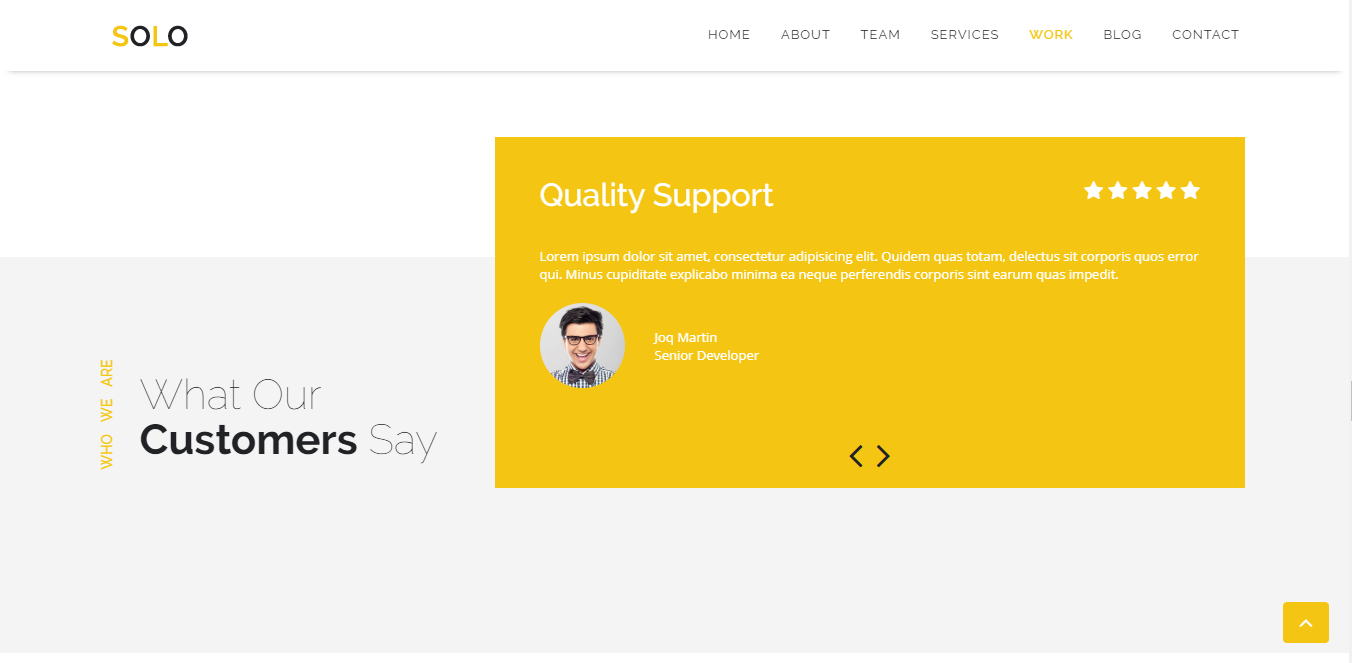 SOLO
HOME ABOUT TEAM SERVICES WORK BLOG CONTACT
Quality Support
Lorem ipsum dolor sit amet, consectetur adipisicing elit. Quidem quas totam, delectus sit corporis quos error
qui. Minus cupiditate explicabo minima ea neque perferendis corporis sint earum quas impedit.
Joq Martin
Senior Developer
WHO WE ARE
What Our
Customers Say